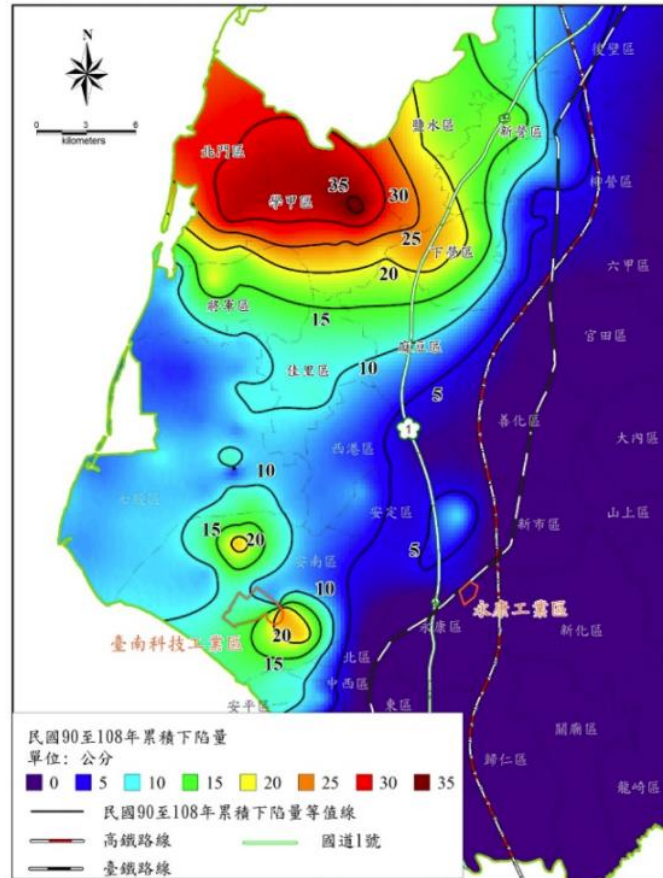 N
0 3 6
kilometers
後壁區
鹽水區
新營區
北門區
柳營區
35
30
學甲區
25
下營區
20
六甲區
將軍區
15
官田區
麻豆區
10
佳里區
5
善化區
1
大內區
西港區
10
七股區
15
20
安定區
山上區
新市區
5
安南區
10
永康工業區
20
永康區
新化區
臺南科技工業區
15
北區
中西區
安平區
東區
關廟區
歸仁區
龍崎區
民國90至108年累積下陷量
單位: 公分
0 5 10 15 20 25 30 35
民國90至108年累積下陷量等值線
高鐵路線
國道1號
臺鐵路線